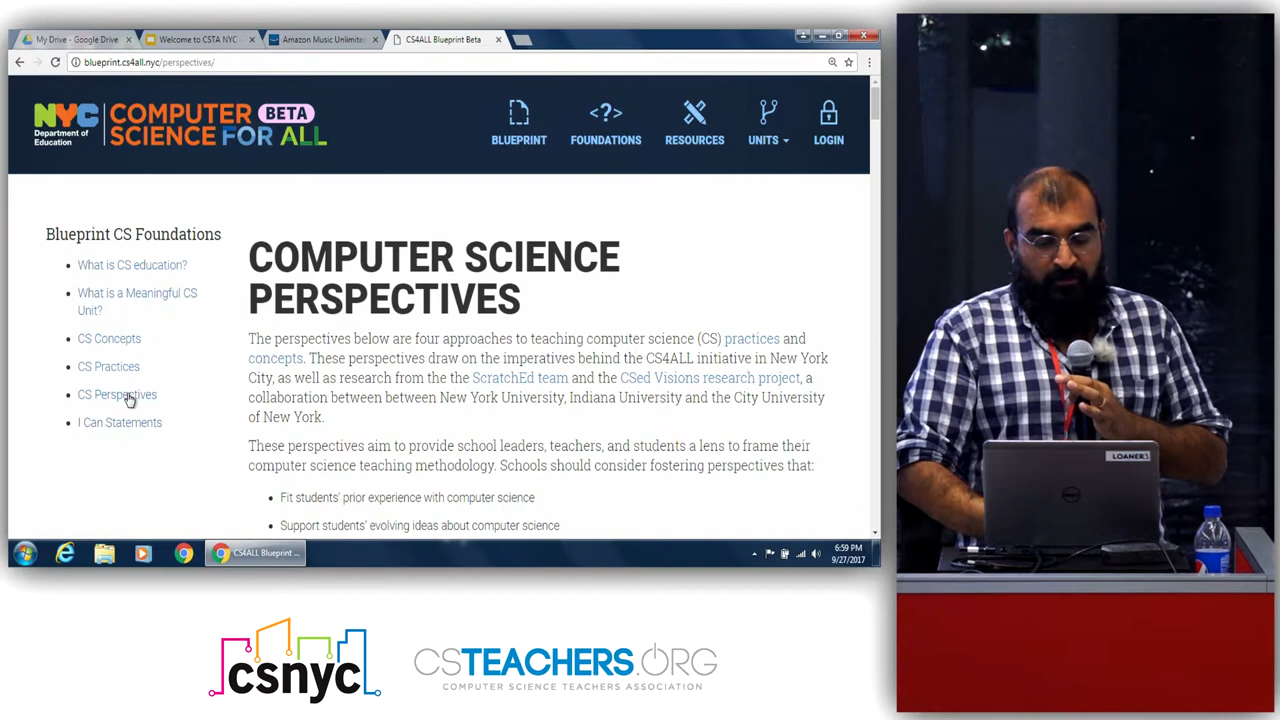 My Drive - Google Drive
Welcome to CSTA NYC -
Amazon Music Unlimite
CS4ALL Blueprint Beta
blueprint.cs4all.nyc/perspectives/
NYC
Department of
Education
COMPUTER BETA
SCIENCE FOR ALL
BLUEPRINT
<?>
FOUNDATIONS
RESOURCES
UNITS
LOGIN
Blueprint CS Foundations
What is CS education?
What is a Meaningful CS
Unit?
CS Concepts
CS Practices
CS Perspectives
I Can Statements
COMPUTER SCIENCE
PERSPECTIVES
The perspectives below are four approaches to teaching computer science (CS) practices and
concepts. These perspectives draw on the imperatives behind the CS4ALL initiative in New York
City, as well as research from the the ScratchEd team and the CSed Visions research project, a
collaboration between between New York University, Indiana University and the City University
of New York.
These perspectives aim to provide school leaders, teachers, and students a lens to frame their
computer science teaching methodology. Schools should consider fostering perspectives that:
Fit students' prior experience with computer science
Support students' evolving ideas about computer science
CS4ALL Blueprint ...
6:59 PM
9/27/2017
LOANER3
DELL
csnyc
CSTEACHERS.ORG
COMPUTER SCIENCE TEACHERS ASSOCIATION